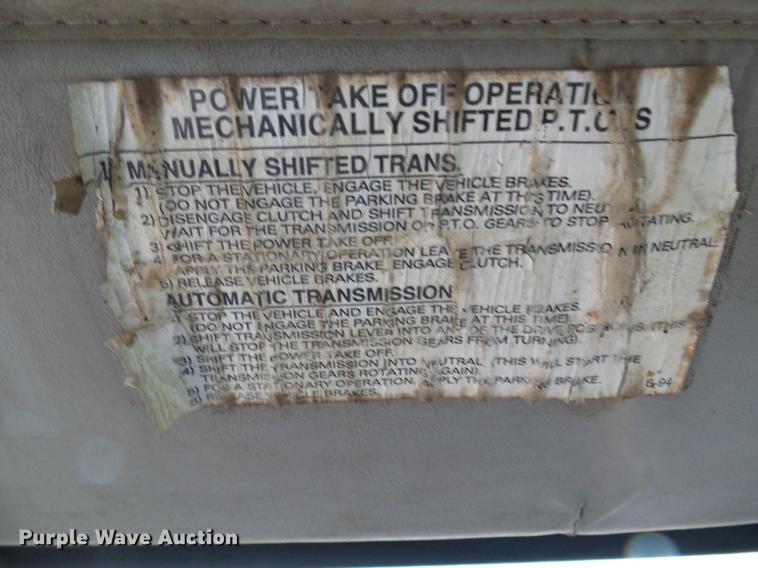 POWER TAKE OFF OPERATION
MECHANICALLY SHIFTED P.T.O.'S
1. MANUALLY SHIFTED TRANS.
1) STOP THE VEHICLE, ENGAGE THE VEHICLE BRAKES.
(DO NOT ENGAGE THE PARKING BRAKE AT THIS TIME).
2) DISENGAGE CLUTCH AND SHIFT TRANSMISSION TO NEUT
WAIT FOR THE TRANSMISSION OR P.T.O. GEARS TO STOP ROTATING.
3) SHIFT THE POWER TAKE OFF.
4) FOR A STATIONARY OPERATION LEAVE THE TRANSMISSION IN NEUTRAL.
APPLY THE PARKING BRAKE, ENGAGE CLUTCH.
5) RELEASE VEHICLE BRAKES.
AUTOMATIC TRANSMISSION
1) STOP THE VEHICLE AND ENGAGE THE VEHICLE BRAKES.
(DO NOT ENGAGE THE PARKING BRAKE AT THIS TIME).
2) SHIFT TRANSMISSION LEVER INTO ANY OF THE DRIVE POSITIONS. (THIS
WILL STOP THE TRANSMISSION GEARS FROM TURNING).
3) SHIFT THE POWER TAKE OFF.
4) SHIFT THE TRANSMISSION INTO NEUTRAL (THIS WILL START THE
TRANSMISSION GEARS ROTATING AGAIN).
5) FOR A STATIONARY OPERATION, APPLY THE PARKING BRAKE.
6) RELEASE VEHICLE BRAKES.
6-94
Purple Wave Auction